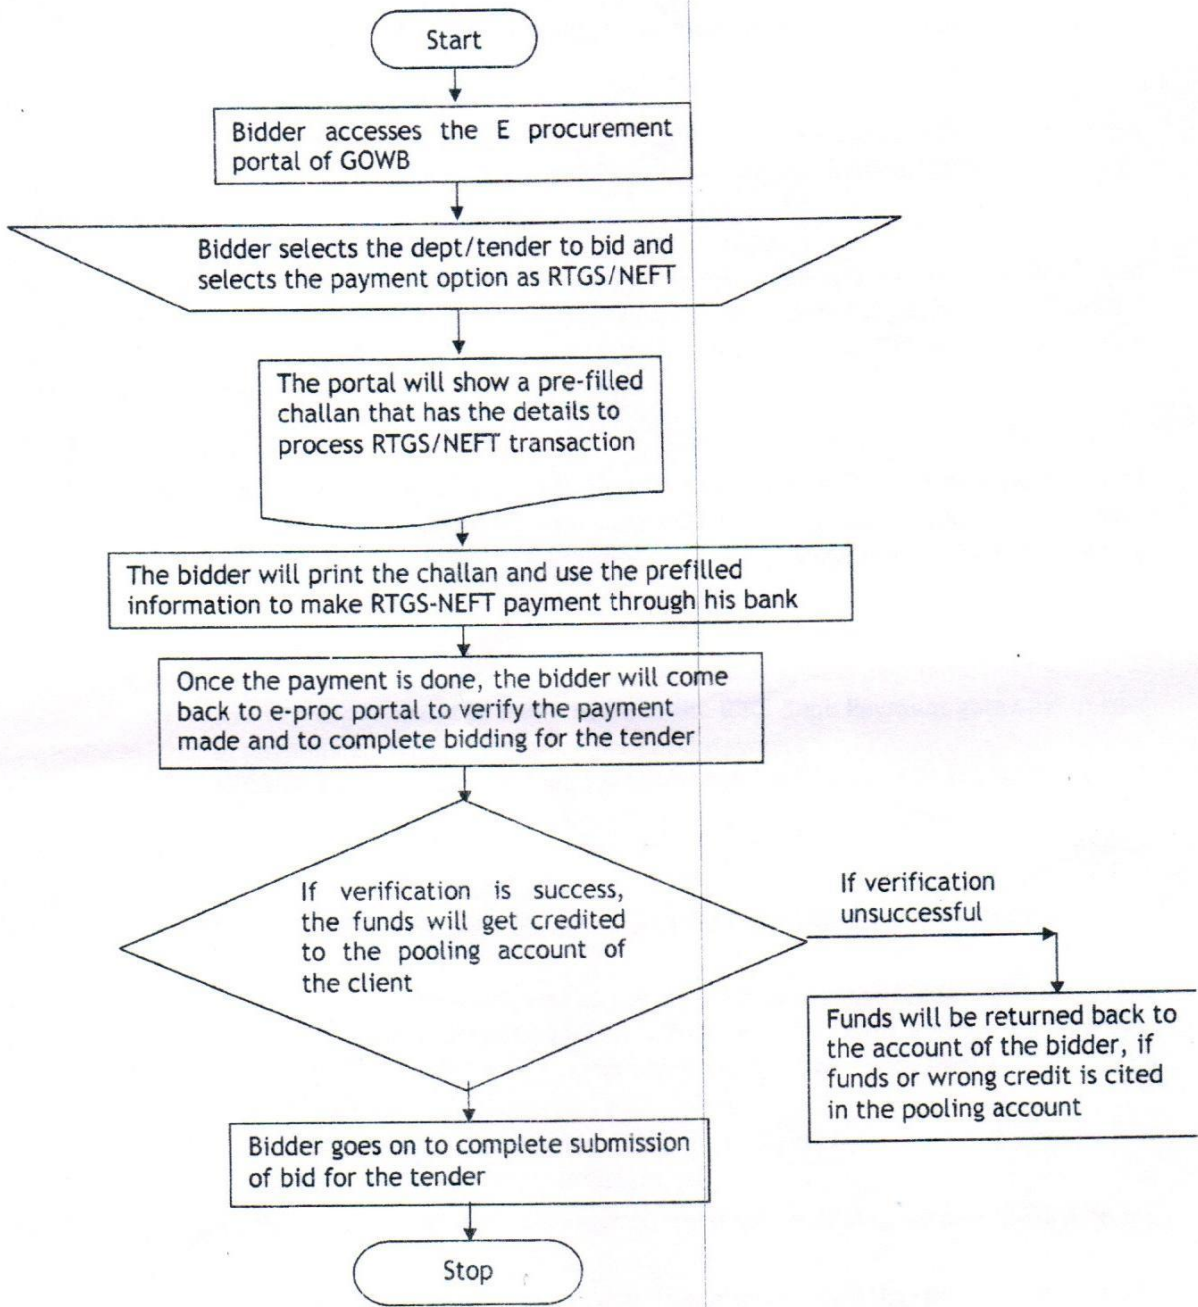 Start
Bidder accesses the E procurement
portal of GOWB
Bidder selects the dept/tender to bid and
selects the payment option as RTGS/NEFT
The portal will show a pre-filled
challan that has the details to
process RTGS/NEFT transaction
The bidder will print the challan and use the prefilled
information to make RTGS-NEFT payment through his bank
Once the payment is done, the bidder will come
back to e-proc portal to verify the payment
made and to complete bidding for the tender
If verification is success,
the funds will get credited
to the pooling account of
the client
If verification
unsuccessful
Funds will be returned back to
the account of the bidder, if
funds or wrong credit is cited
in the pooling account
Bidder goes on to complete submission
of bid for the tender
Stop